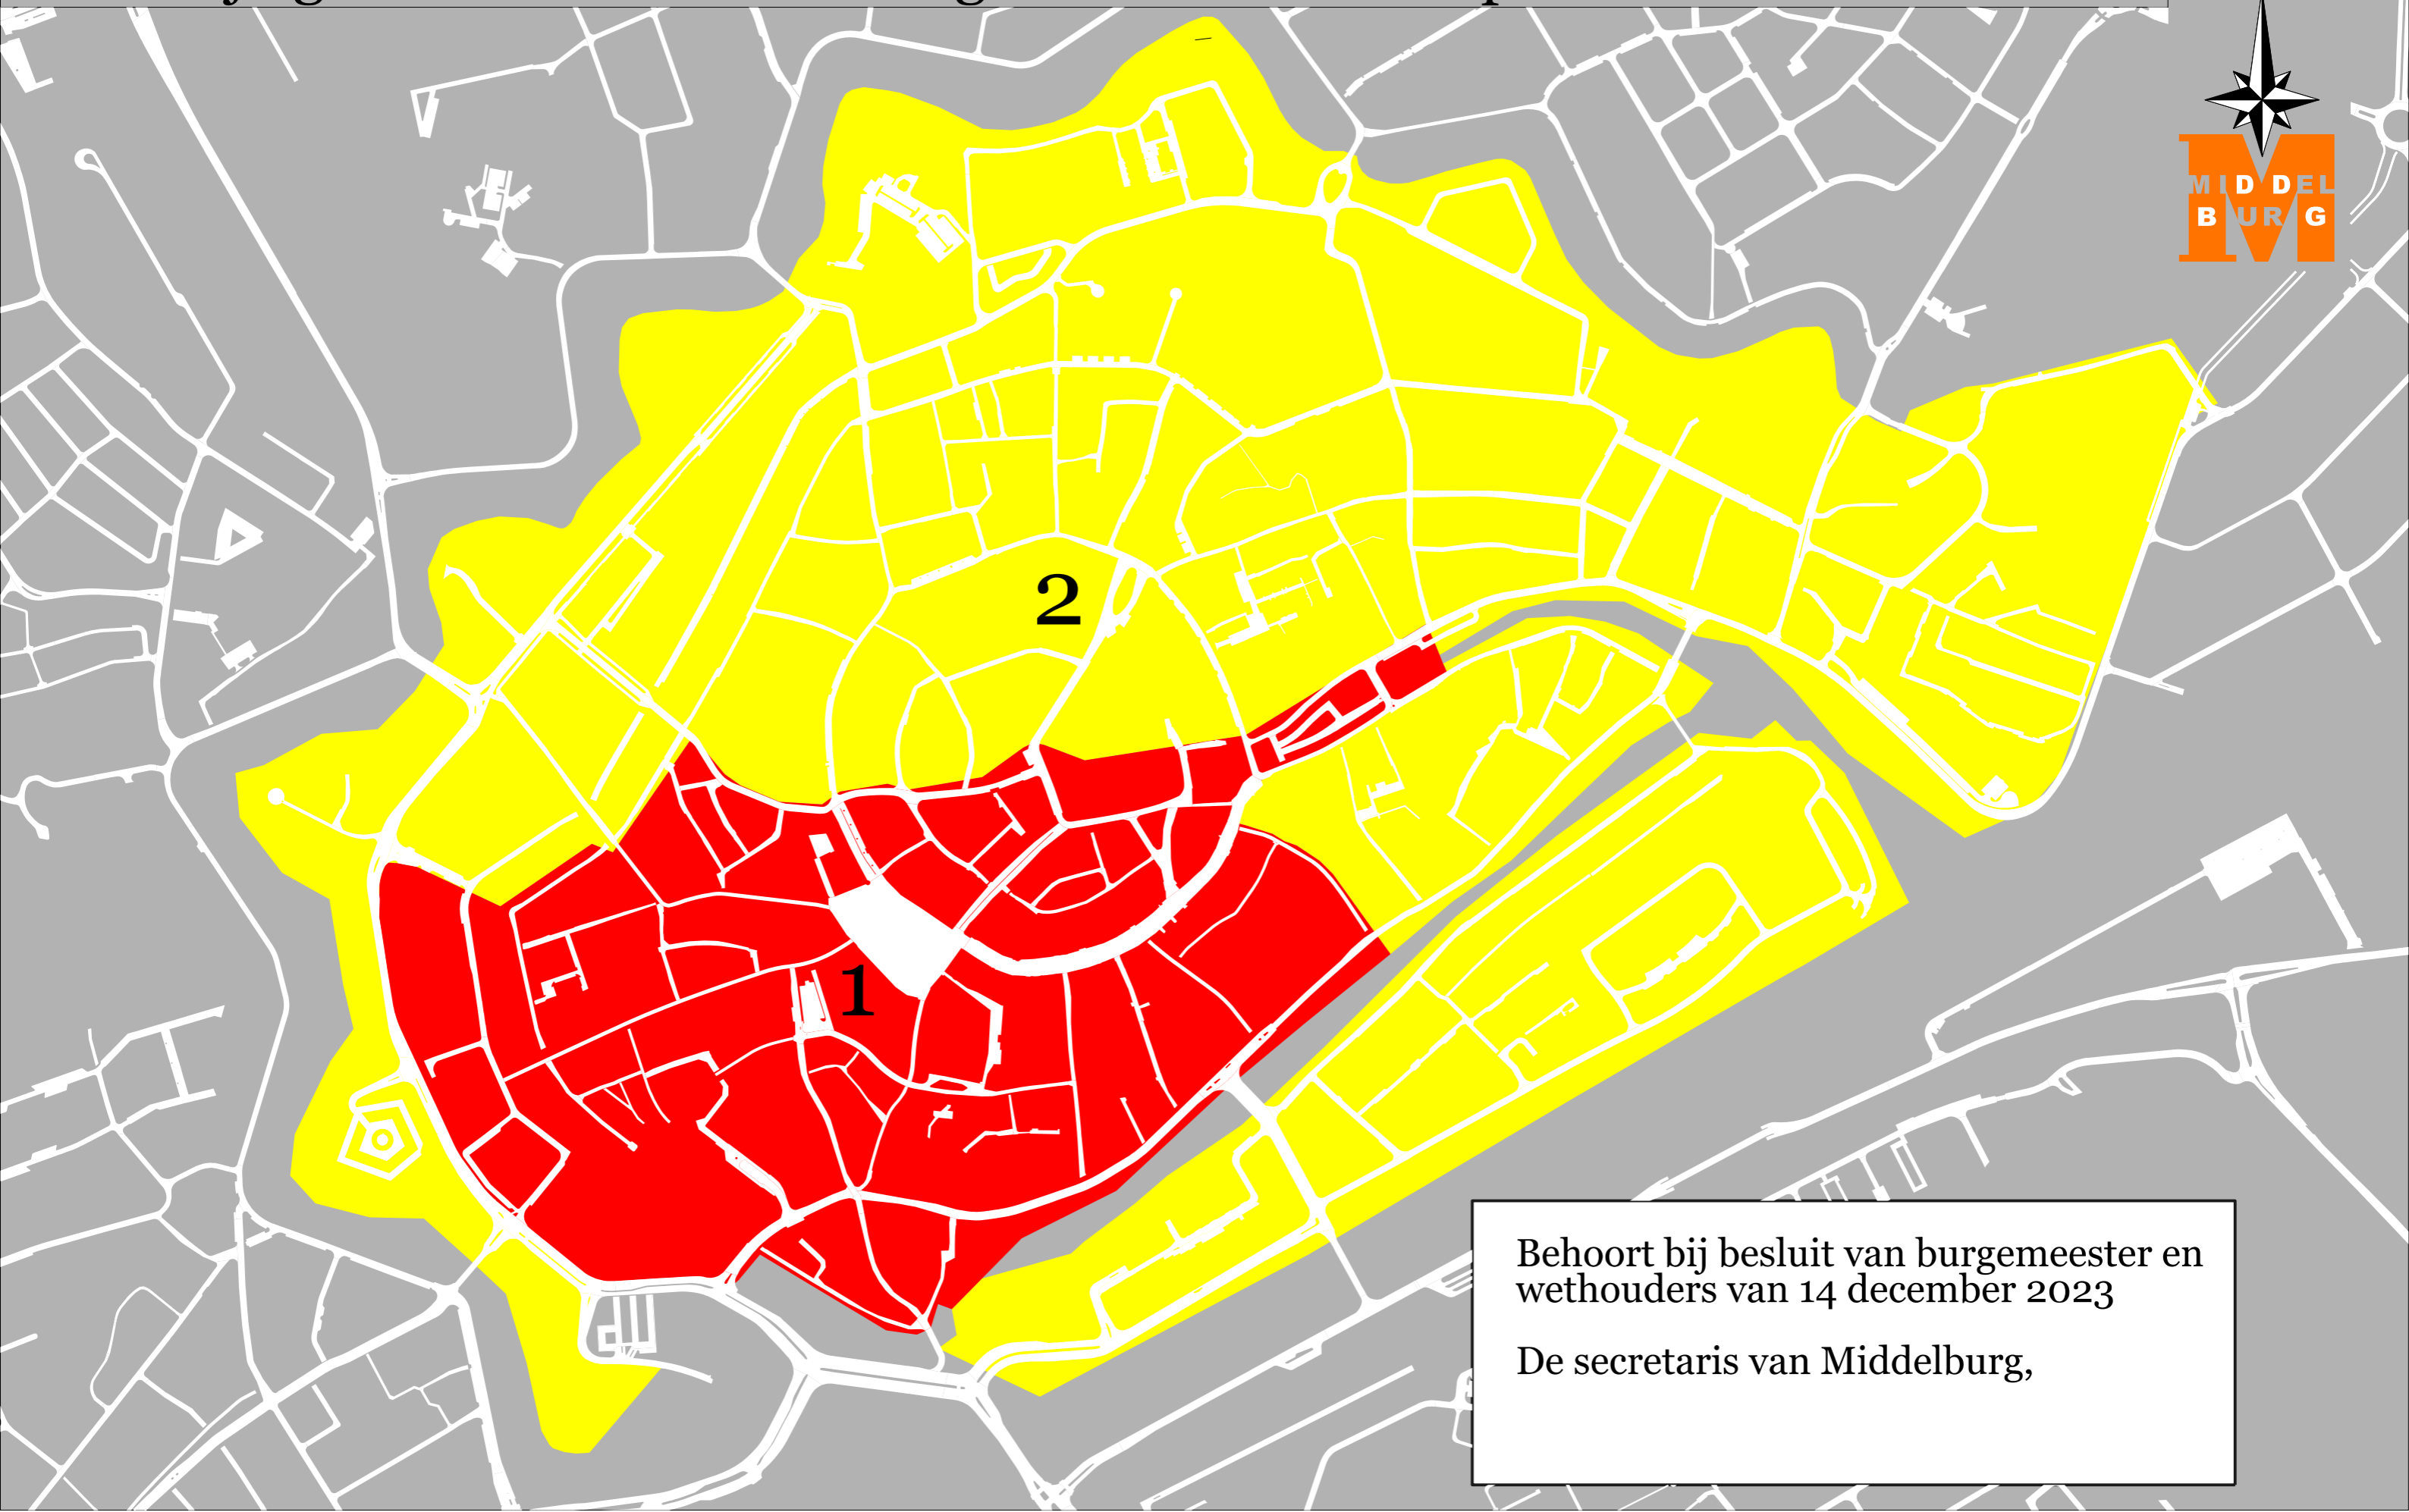 MIDDEL
BURG
2
1
Behoort bij besluit van burgemeester en
wethouders van 14 december 2023
De secretaris van Middelburg,